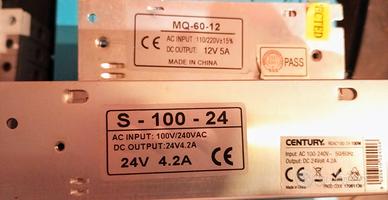 MQ-60-12
AC INPUT: 110/220V±15%
DC OUTPUT: 12V 5A
MADE IN CHINA
PASS
S - 100 - 24
AC INPUT: 100V/240VAC
DC OUTPUT:24V4.2A
24V 4.2A
CENTURY.
Input: AC 100-240V~ 50/60Hz
Output: DC 24Volt 4.2A